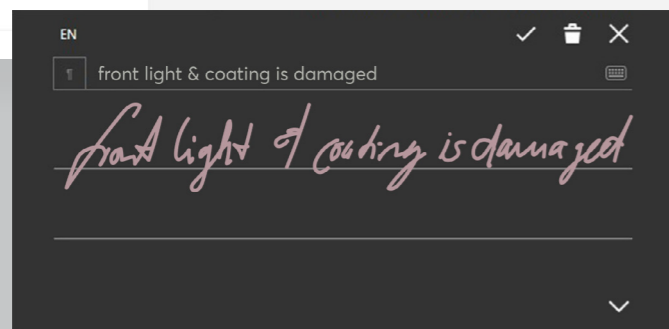 EN
¶ front light & coating is damaged
front light & coating is damaged